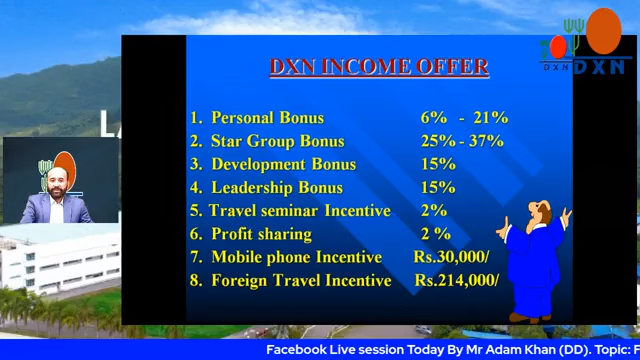 DXN INCOME OFFER
1. Personal Bonus 6% - 21%
2. Star Group Bonus 25% - 37%
3. Development Bonus 15%
4. Leadership Bonus 15%
5. Travel seminar Incentive 2%
6. Profit sharing 2 %
7. Mobile phone Incentive Rs.30,000/
8. Foreign Travel Incentive Rs.214,000/
DXN
DXN
Facebook Live session Today By Mr Adam Khan (DD). Topic: F